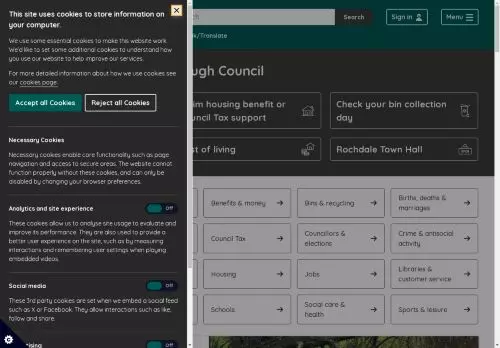 This site uses cookies to store information on
your computer.
We use some essential cookies to make this website work.
We'd like to set some additional cookies to understand how
you use our website to help improve our services.
For more detailed information about how we use cookies see
our cookies page.
Accept all Cookies
Reject all Cookies
Necessary Cookies
Necessary cookies enable core functionality such as page
navigation and access to secure areas. The website cannot
function properly without these cookies, and can only be
disabled by changing your browser preferences.
Analytics and site experience
Off
These cookies allow us to analyse site usage to evaluate and
improve its performance. They are also used to provide a
better user experience on the site, such as by measuring
interactions and remembering user settings when playing
embedded videos.
Social media
Off
These 3rd party cookies are set when we embed a social feed
such as X or Facebook. They allow interactions such as like,
follow and share.
ising
Off
ch
Search
Sign in
Menu
k/Translate
ugh Council
im housing benefit or
uncil Tax support
Check your bin collection
day
st of living
Rochdale Town Hall
Benefits & money
Bins & recycling
Births, deaths &
marriages
Council Tax
Councillors &
elections
Crime & antisocial
activity
Housing
Jobs
Libraries &
customer service
Schools
Social care &
health
Sports & leisure